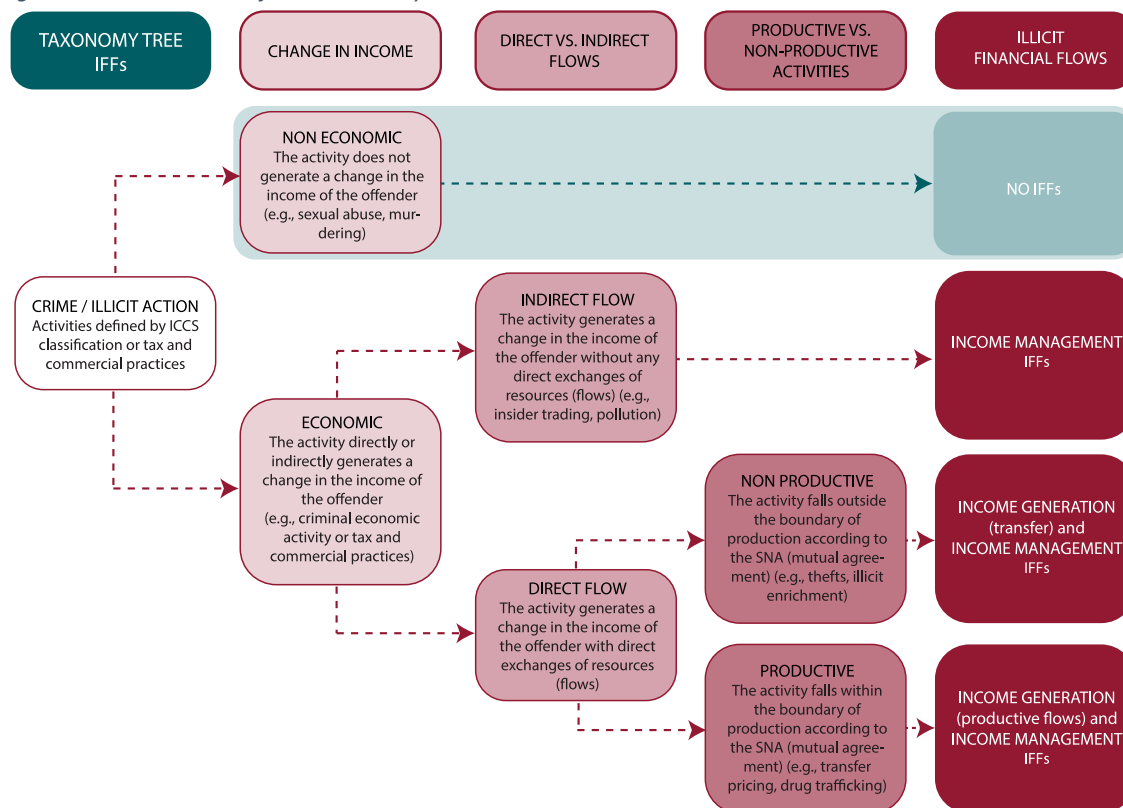 TAXONOMY TREE
IFFs
CHANGE IN INCOME
DIRECT VS. INDIRECT
FLOWS
PRODUCTIVE VS.
NON-PRODUCTIVE
ACTIVITIES
ILLICIT
FINANCIAL FLOWS
NON ECONOMIC
The activity does not
generate a change in the
income of the offender
(e.g., sexual abuse, mur-
dering)
NO IFFs
CRIME / ILLICIT ACTION
Activities defined by ICCS
classification or tax and
commercial practices
INDIRECT FLOW
The activity generates a
change in the income of
the offender without any
direct exchanges of
resources (flows) (e.g.,
insider trading, pollution)
INCOME MANAGEMENT
IFFs
ECONOMIC
The activity directly or
indirectly generates a
change in the income of
the offender
(e.g., criminal economic
activity or tax and
commercial practices)
NON PRODUCTIVE
The activity falls outside
the boundary of
production according to
the SNA (mutual agree-
ment) (e.g., thefts, illicit
enrichment)
INCOME GENERATION
(transfer) and
INCOME MANAGEMENT
IFFs
DIRECT FLOW
The activity generates a
change in the income of
the offender with direct
exchanges of resources
(flows)
PRODUCTIVE
The activity falls within
the boundary of
production according to
the SNA (mutual agree-
ment) (e.g., transfer
pricing, drug trafficking)
INCOME GENERATION
(productive flows) and
INCOME MANAGEMENT
IFFs